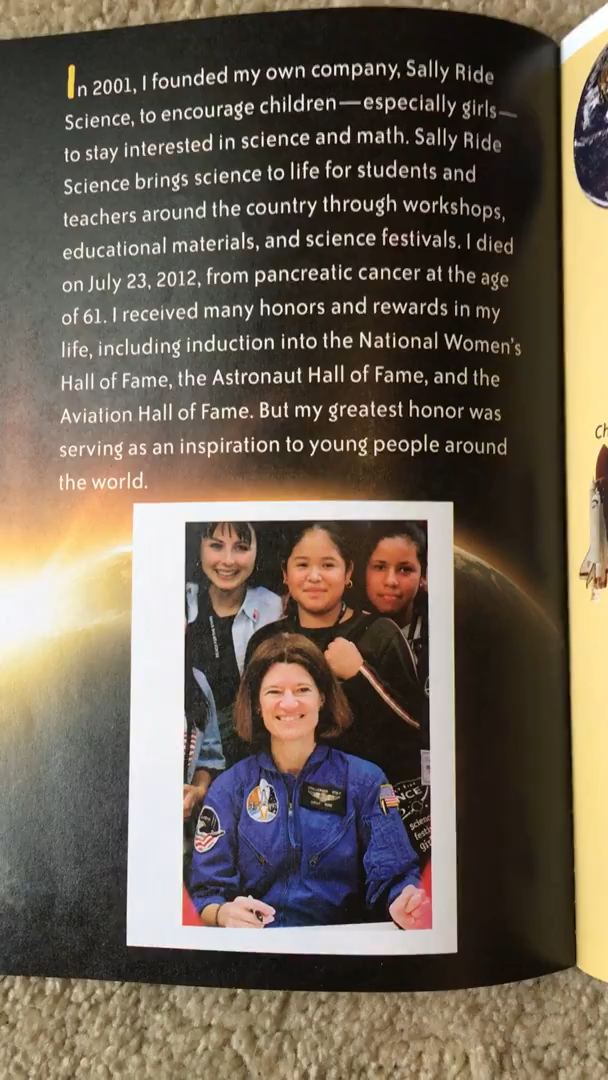 In 2001, I founded my own company, Sally Ride
Science, to encourage children—especially girls—
to stay interested in science and math. Sally Ride
Science brings science to life for students and
teachers around the country through workshops,
educational materials, and science festivals. I died
on July 23, 2012, from pancreatic cancer at the age
of 61. I received many honors and rewards in my
life, including induction into the National Women's
Hall of Fame, the Astronaut Hall of Fame, and the
Aviation Hall of Fame. But my greatest honor was
serving as an inspiration to young people around
the world.
Ch